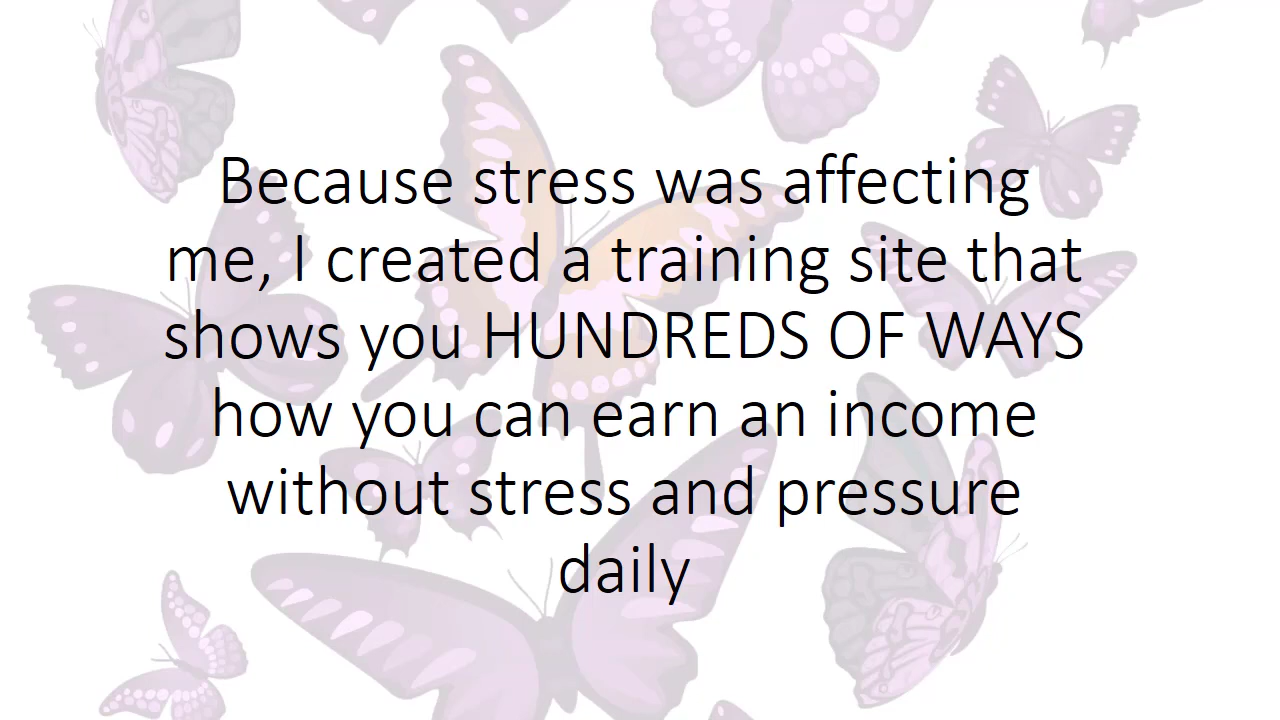 Because stress was affecting
me, I created a training site that
shows you HUNDREDS OF WAYS
how you can earn an income
without stress and pressure
daily